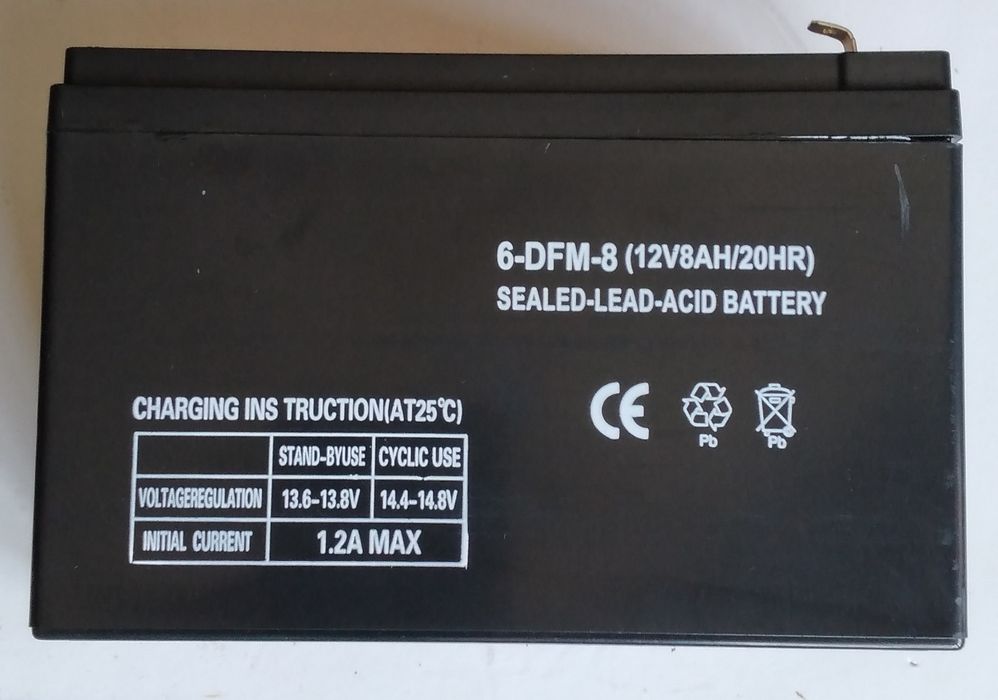 6-DFM-8 (12V8AH/20HR)
SEALED-LEAD-ACID BATTERY
CE
Pb Pb
CHARGING INS TRUCTION(AT25℃)
STAND-BYUSE CYCLIC USE
VOLTAGEREGULATION 13.6-13.8V 14.4-14.8V
INITIAL CURRENT 1.2A MAX